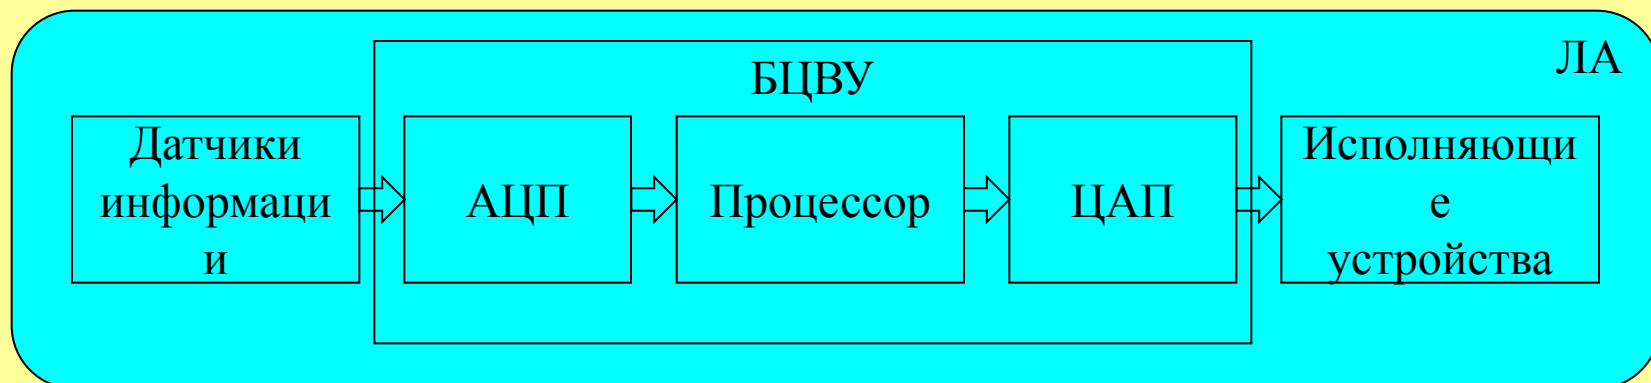 ЛА
БЦВУ
Датчики
информаци
и
АЦП
Процессор
ЦАП
Исполняющи
е
устройства